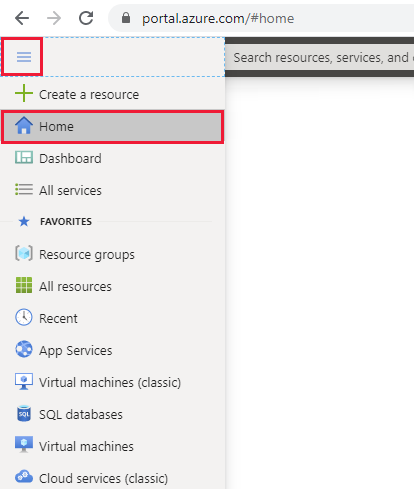 portal.azure.com/#home
Search resources, services, and
Create a resource
Home
Dashboard
All services
FAVORITES
Resource groups
All resources
Recent
App Services
Virtual machines (classic)
SQL
SQL databases
Virtual machines
Cloud services (classic)